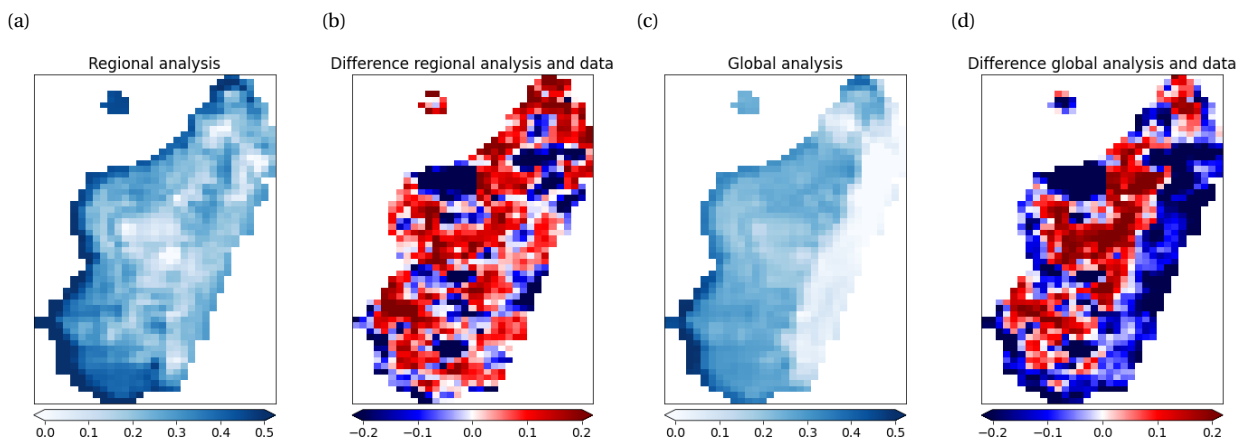 (a)
(b)
(c)
(d)
Regional analysis
Difference regional analysis and data
Global analysis
Difference global analysis and data
0.0 0.1 0.2 0.3 0.4 0.5
−0.2 −0.1 0.0 0.1 0.2
0.0 0.1 0.2 0.3 0.4 0.5
−0.2 −0.1 0.0 0.1 0.2